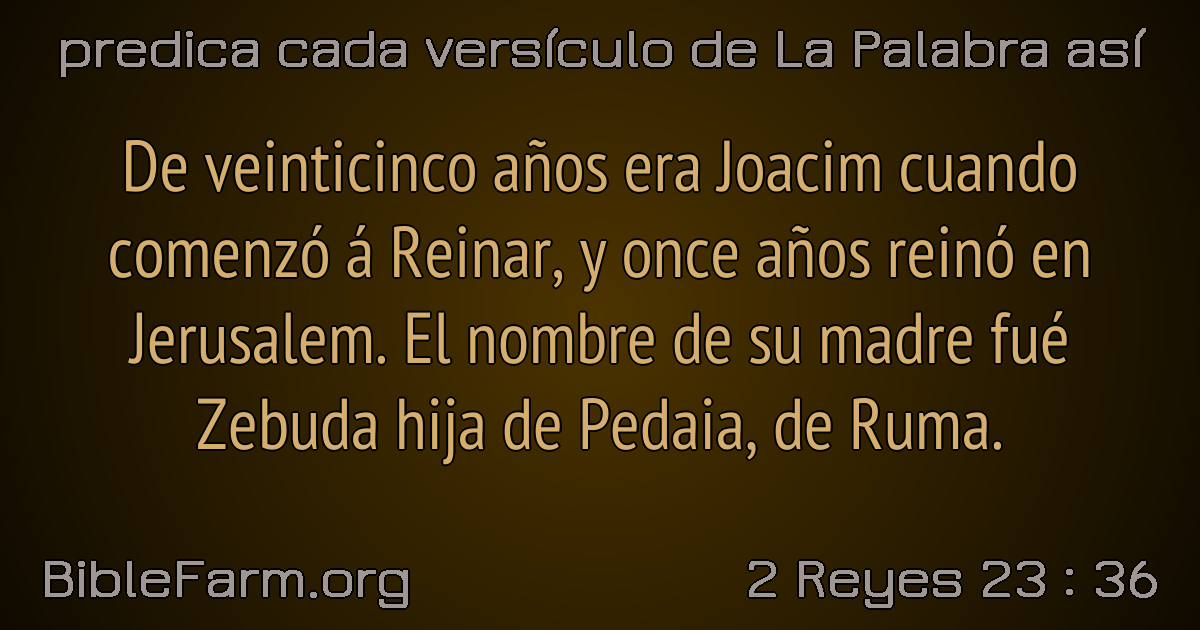 predica cada versículo de La Palabra así
De veinticinco años era Joacim cuando
comenzó á Reinar, y once años reinó en
Jerusalem. El nombre de su madre fué
Zebuda hija de Pedaia, de Ruma.
BibleFarm.org
2 Reyes 23 : 36